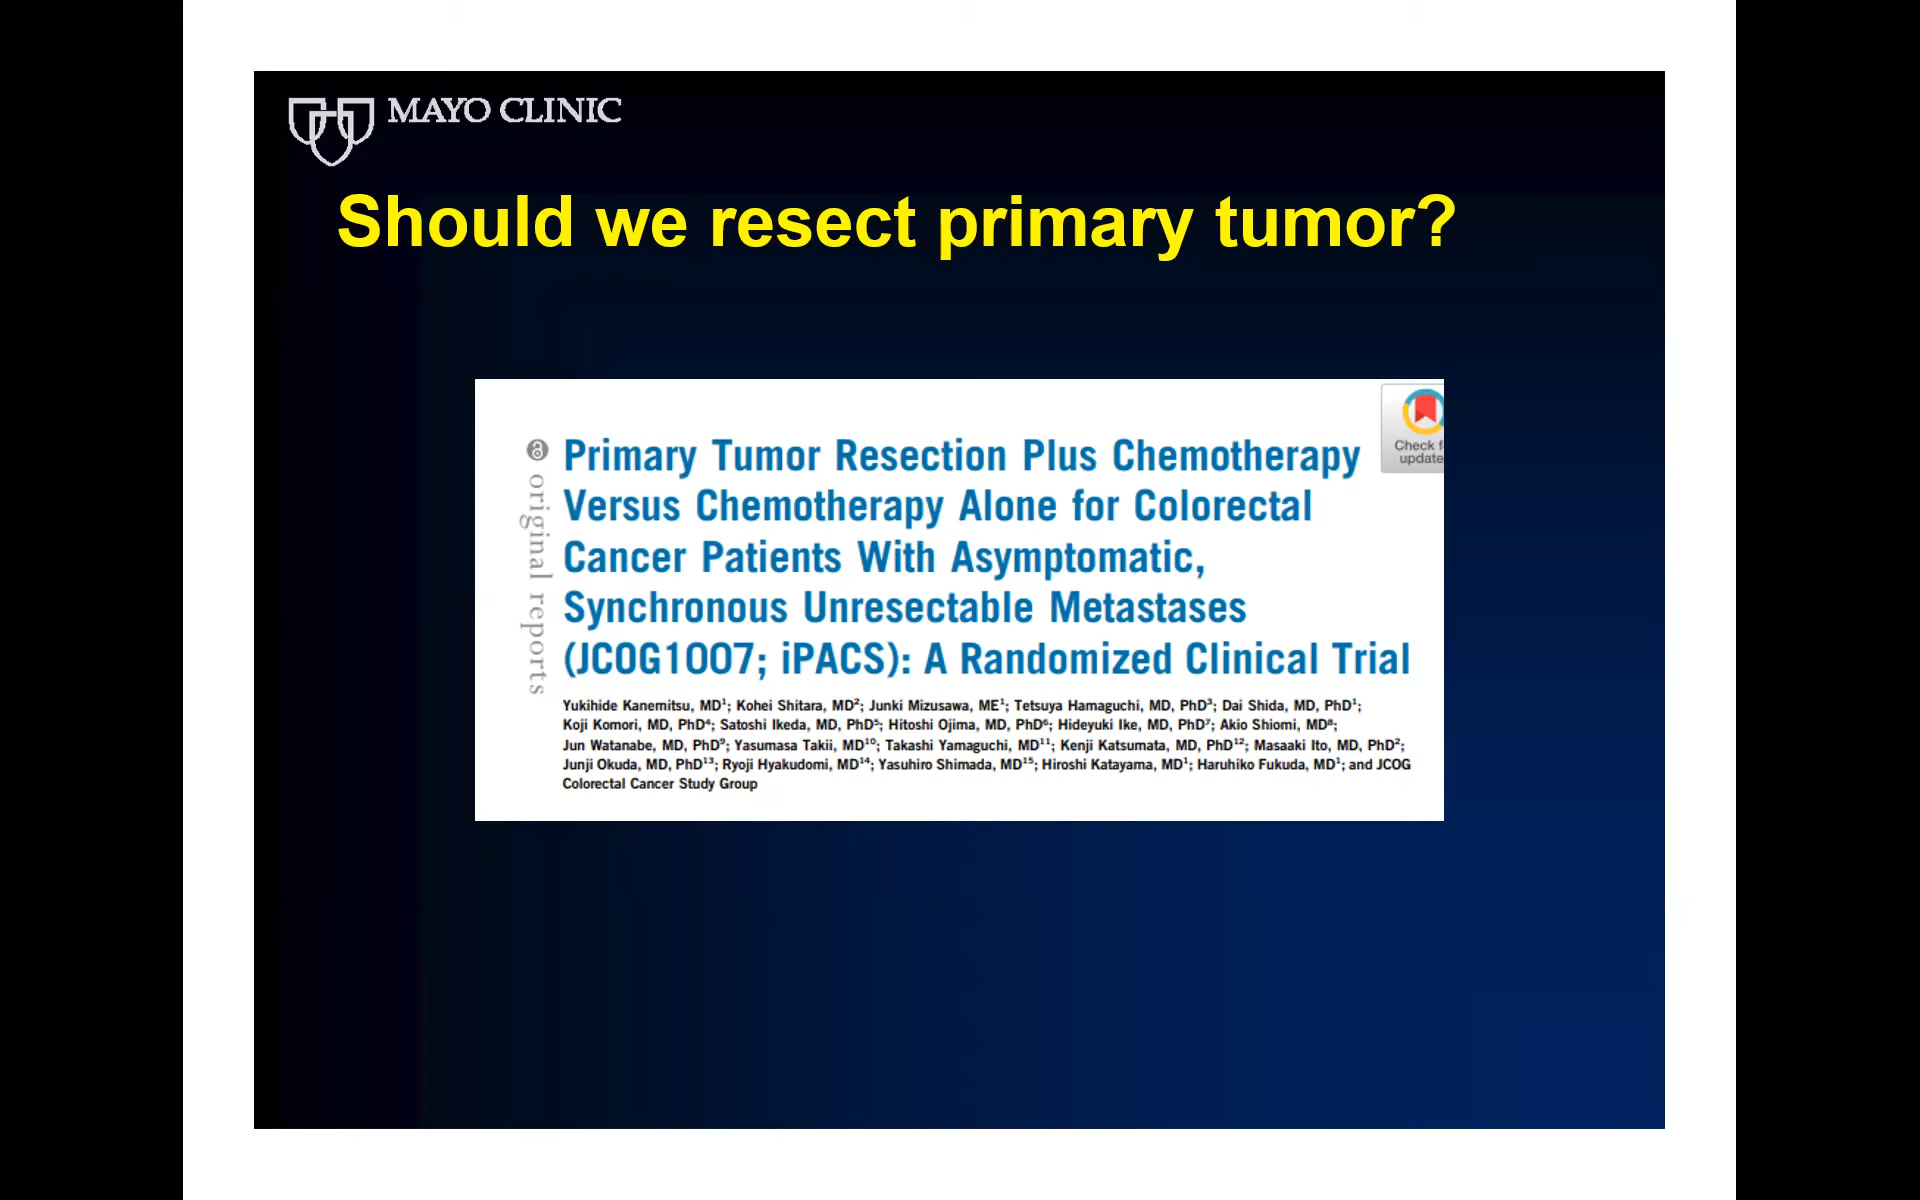 MAYO CLINIC
Should we resect primary tumor?
Check f
update
original reports
Primary Tumor Resection Plus Chemotherapy
Versus Chemotherapy Alone for Colorectal
Cancer Patients With Asymptomatic,
Synchronous Unresectable Metastases
(JCOG1007; iPACS): A Randomized Clinical Trial
Yukihide Kanemitsu, MD¹; Kohei Shitara, MD²; Junki Mizusawa, ME¹; Tetsuya Hamaguchi, MD, PhD³; Dai Shida, MD, PhD¹;
Koji Komori, MD, PhD⁴; Satoshi Ikeda, MD, PhD⁵; Hitoshi Ojima, MD, PhD⁶; Hideyuki Ike, MD, PhD⁷; Akio Shiomi, MD⁸;
Jun Watanabe, MD, PhD⁹; Yasumasa Takii, MD¹⁰; Takashi Yamaguchi, MD¹¹; Kenji Katsumata, MD, PhD¹²; Masaaki Ito, MD, PhD²;
Junji Okuda, MD, PhD¹³; Ryoji Hyakudomi, MD¹⁴; Yasuhiro Shimada, MD¹⁵; Hiroshi Katayama, MD¹; Haruhiko Fukuda, MD¹; and JCOG
Colorectal Cancer Study Group